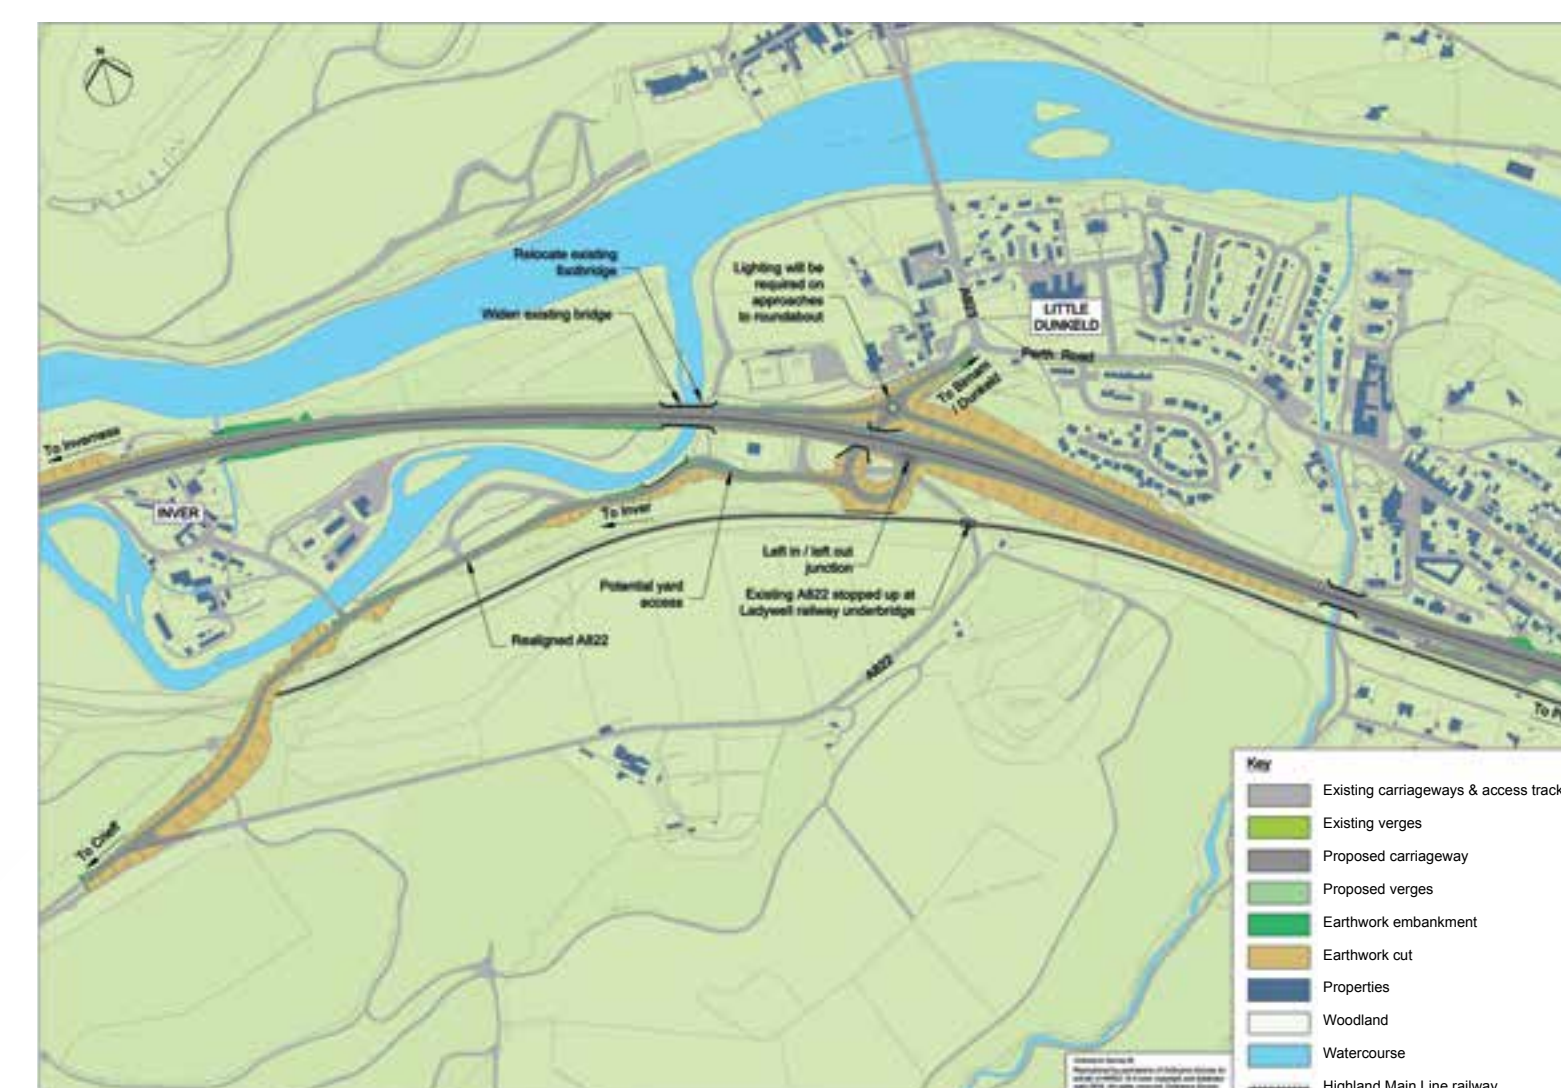 N
Relocate existing
footbridge
Widen existing bridge
Lighting will be
required on
approaches
to roundabout
A923
LITTLE
DUNKELD
Perth Road
To Birnam
/ Dunkeld
To Inverness
INVER
To Inver
Left in / left out
junction
Potential yard
access
Existing A822 stopped up at
Ladywell railway underbridge
Realigned A822
A822
To
To Crieff
Key
Existing carriageways & access track
Existing verges
Proposed carriageway
Proposed verges
Earthwork embankment
Earthwork cut
Properties
Woodland
Watercourse
Highland Main Line railway